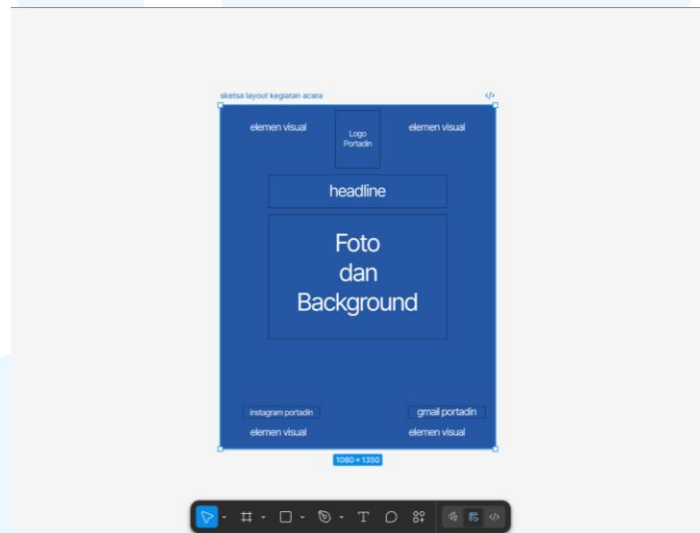 sketsa layout kegiatan acara
</>
elemen visual
Logo
Portadin
elemen visual
headline
Foto
dan
Background
instagram portadin
gmail portadin
elemen visual
elemen visual
1080 × 1350
T
</>